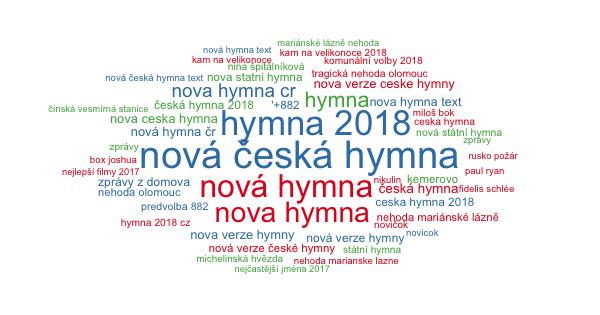 mariánské lázně nehoda
nová hymna text kam na velikonoce 2018
kam na velikonoce komunální volby 2018
nina špitálníková
tragická nehoda olomouc
nová česká hymna text nova statni hymna
nova verze ceske hymny
nova hymna cr hymna nova hymna text
čínská vesmírná stanice česká hymna 2018 '+882
miloš bok
nova ceska hymna hymna 2018 ceska hymna
nová hymna čr nová státní hymna
zprávy
zprávy nová česká hymna rusko požár
box joshua
nejlepší filmy 2017 paul ryan
zprávy z domova nová hymna nikulin kemerovo
nehoda olomouc česká hymna fidelis schlée
predvolba 882 nova hymna ceska hymna 2018
nehoda mariánské lázně
hymna 2018 cz novičok
nova verze hymny nová verze hymny novicok
nová verze české hymny státní hymna
michelinská hvězda nehoda marianske lazne
nejčastější jména 2017